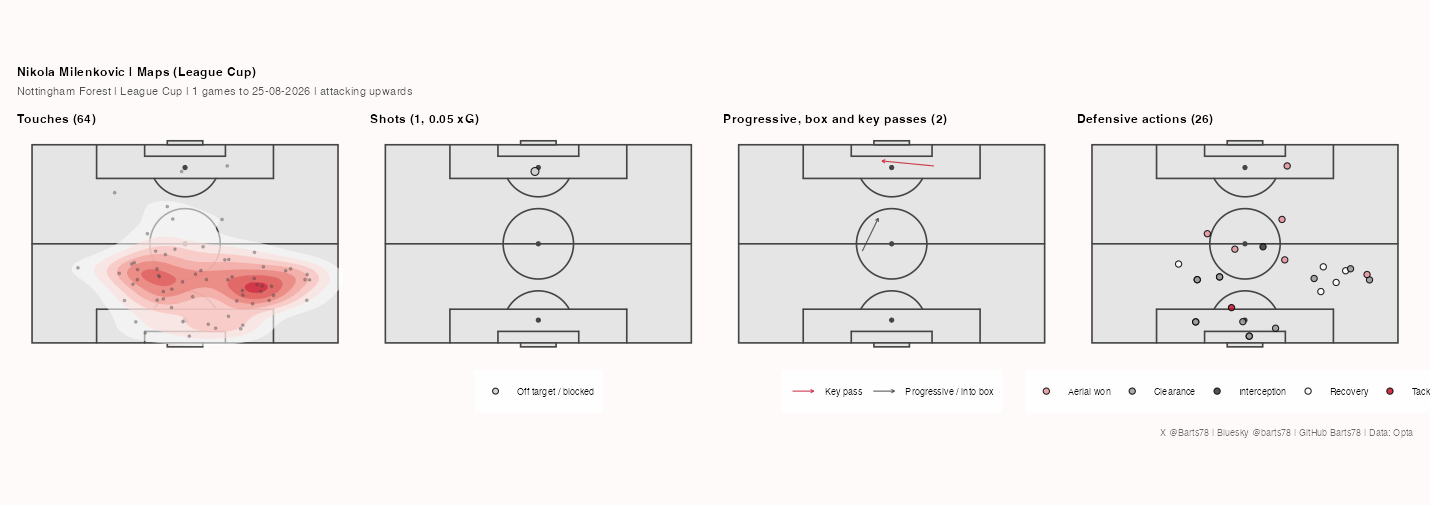 Nikola Milenkovic | Maps (League Cup)
Nottingham Forest | League Cup | 1 games to 25-08-2026 | attacking upwards
Touches (64)
Shots (1, 0.05 xG)
Progressive, box and key passes (2)
Defensive actions (26)
Off target / blocked
Key pass
Progressive / into box
Aerial won
Clearance
Interception
Recovery
Tack
X @Barts78 | Bluesky @barts78 | GitHub Barts78 | Data: Opta